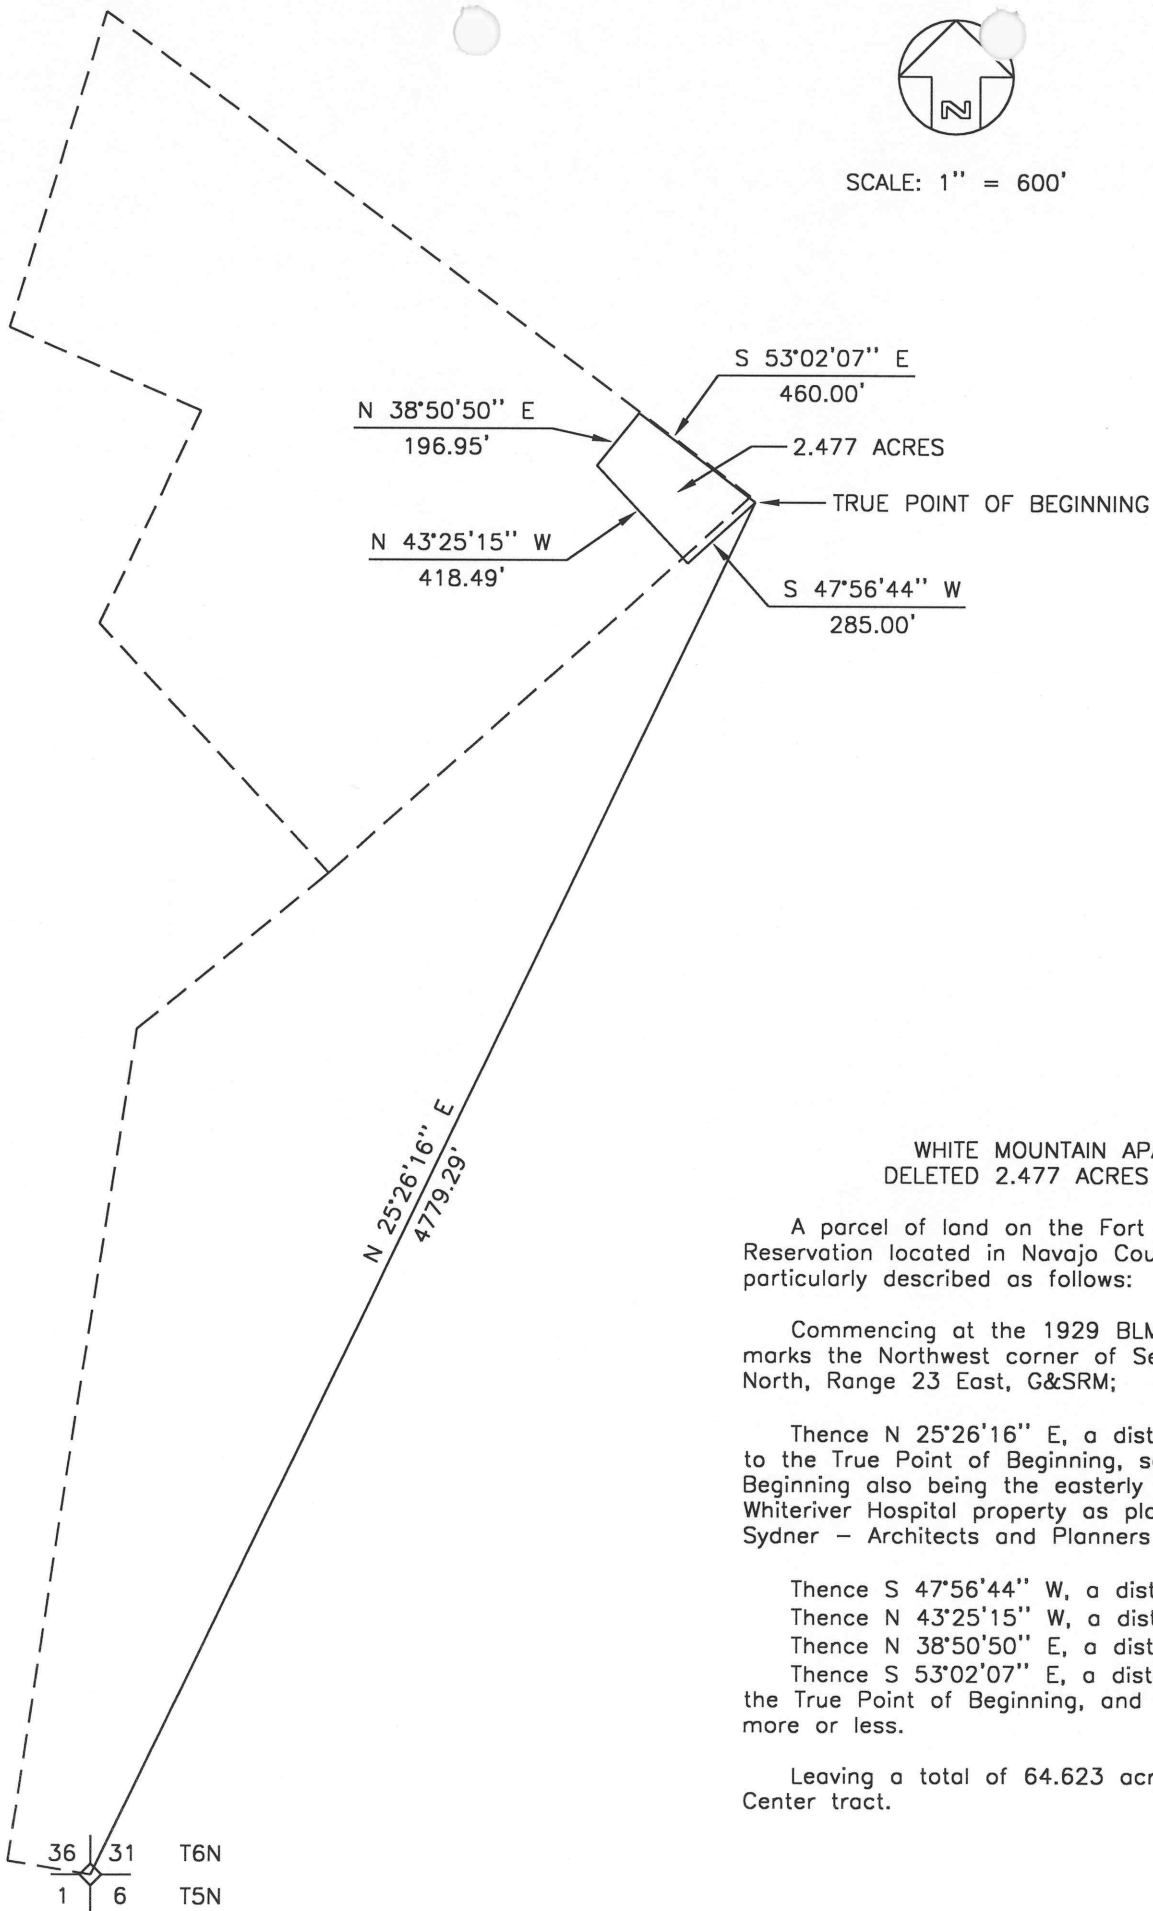 N
SCALE: 1'' = 600'
S 53°02'07'' E
460.00'
N 38°50'50'' E
196.95'
2.477 ACRES
TRUE POINT OF BEGINNING
N 43°25'15'' W
418.49'
S 47°56'44'' W
285.00'
N 25°26'16'' E
4779.29'
WHITE MOUNTAIN APA
DELETED 2.477 ACRES
A parcel of land on the Fort
Reservation located in Navajo Cou
particularly described as follows:
Commencing at the 1929 BLM
marks the Northwest corner of Se
North, Range 23 East, G&SRM;
Thence N 25°26'16'' E, a dist
to the True Point of Beginning, s
Beginning also being the easterly
Whiteriver Hospital property as pla
Sydner – Architects and Planners
Thence S 47°56'44'' W, a dist
Thence N 43°25'15'' W, a dist
Thence N 38°50'50'' E, a dist
Thence S 53°02'07'' E, a dist
the True Point of Beginning, and
more or less.
Leaving a total of 64.623 acr
Center tract.
36 31 T6N
1 6 T5N